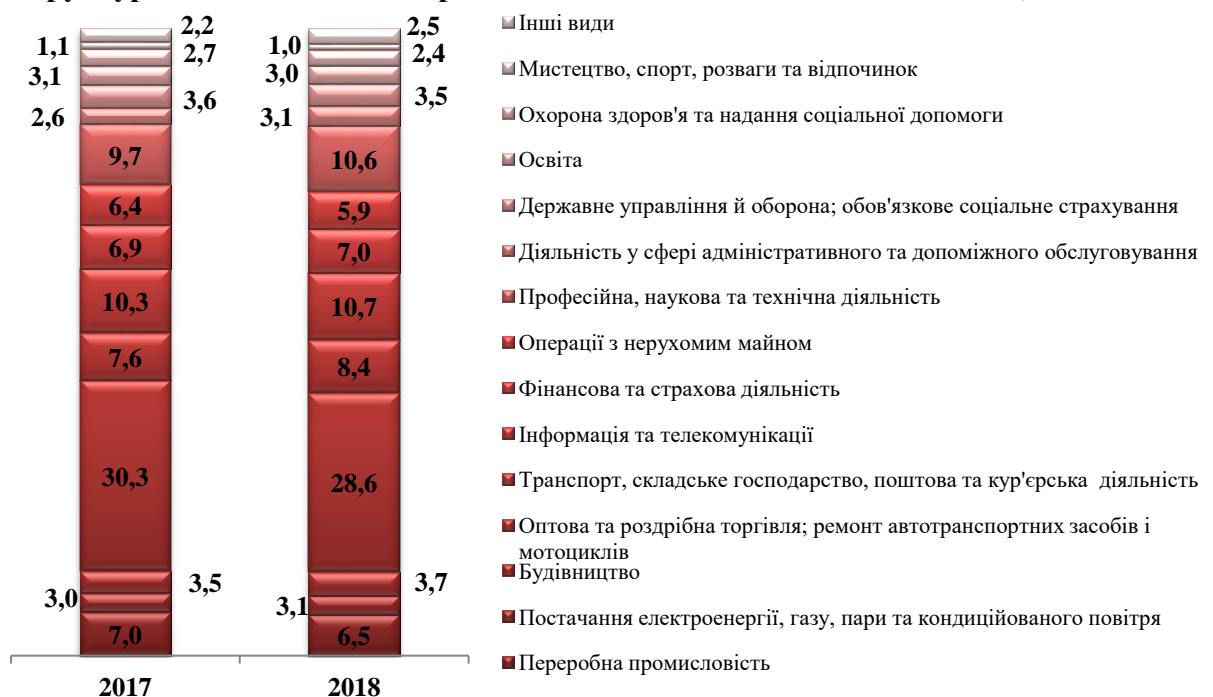 2,2
1,1
2,7
3,1
3,6
2,6
9,7
6,4
6,9
10,3
7,6
30,3
3,5
3,0
7,0
2017
2,5
1,0
2,4
3,0
3,5
3,1
10,6
5,9
7,0
10,7
8,4
28,6
3,7
3,1
6,5
2018
Інші види
Мистецтво, спорт, розваги та відпочинок
Охорона здоров'я та надання соціальної допомоги
Освіта
Державне управління й оборона; обов'язкове соціальне страхування
Діяльність у сфері адміністративного та допоміжного обслуговування
Професійна, наукова та технічна діяльність
Операції з нерухомим майном
Фінансова та страхова діяльність
Інформація та телекомунікації
Транспорт, складське господарство, поштова та кур'єрська діяльність
Оптова та роздрібна торгівля; ремонт автотранспортних засобів і
мотоциклів
Будівництво
Постачання електроенергії, газу, пари та кондиційованого повітря
Переробна промисловість